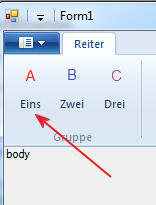 Form1
Reiter
A B C
Eins Zwei Drei
Gruppe
body